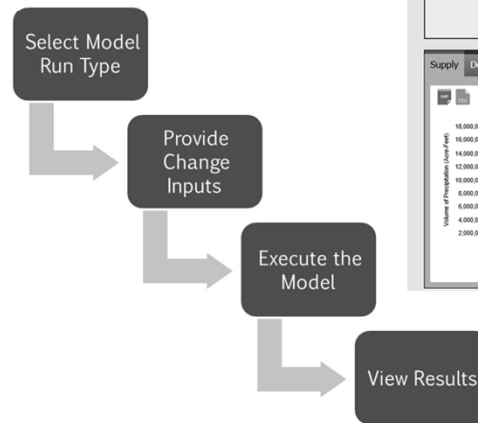 Select Model
Run Type
Provide
Change
Inputs
Execute the
Model
View Results
Supply
Volume of Precipitation (Acre-Feet)
18,000,0
16,000,0
14,000,0
12,000,0
10,000,0
8,000,0
6,000,0
4,000,0
2,000,0